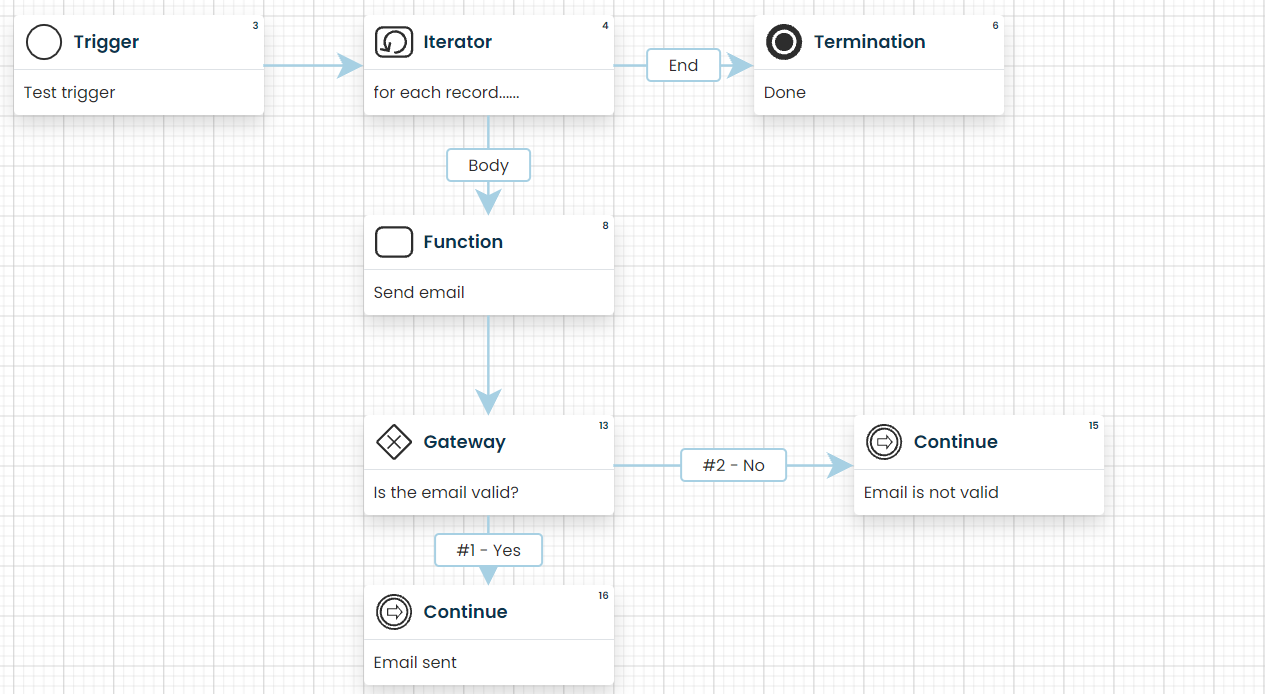 Trigger
3
Test trigger
Iterator
4
for each record......
End
Termination
6
Done
Body
Function
8
Send email
Gateway
13
Is the email valid?
#2 - No
Continue
15
Email is not valid
#1 - Yes
Continue
16
Email sent